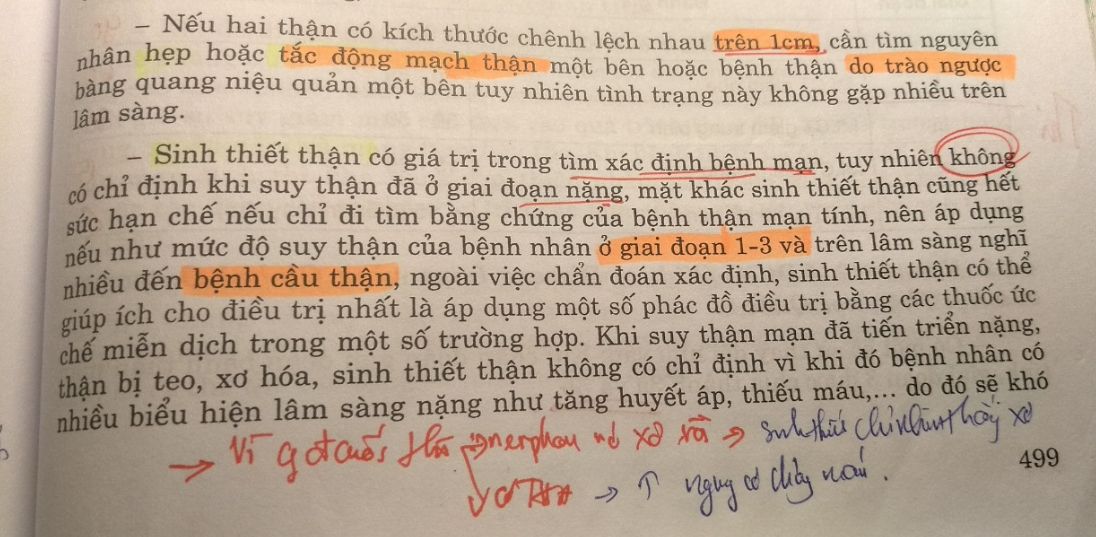 – Nếu hai thận có kích thước chênh lệch nhau trên 1cm, cần tìm nguyên
nhân hẹp hoặc tắc động mạch thận một bên hoặc bệnh thận do trào ngược
bàng quang niệu quản một bên tuy nhiên tình trạng này không gặp nhiều trên
lâm sàng.
– Sinh thiết thận có giá trị trong tìm xác định bệnh mạn, tuy nhiên không
có chỉ định khi suy thận đã ở giai đoạn nặng, mặt khác sinh thiết thận cũng hết
sức hạn chế nếu chỉ đi tìm bằng chứng của bệnh thận mạn tính, nên áp dụng
nếu như mức độ suy thận của bệnh nhân ở giai đoạn 1-3 và trên lâm sàng nghĩ
nhiều đến bệnh cầu thận, ngoài việc chẩn đoán xác định, sinh thiết thận có thể
giúp ích cho điều trị nhất là áp dụng một số phác đồ điều trị bằng các thuốc ức
chế miễn dịch trong một số trường hợp. Khi suy thận mạn đã tiến triển nặng,
thận bị teo, xơ hóa, sinh thiết thận không có chỉ định vì khi đó bệnh nhân có
nhiều biểu hiện lâm sàng nặng như tăng huyết áp, thiếu máu,... do đó sẽ khó
→ Vì gđ cuối xơ → sinh thiết chỉ thấy xơ
→ ↑ nguy cơ chảy máu.
499